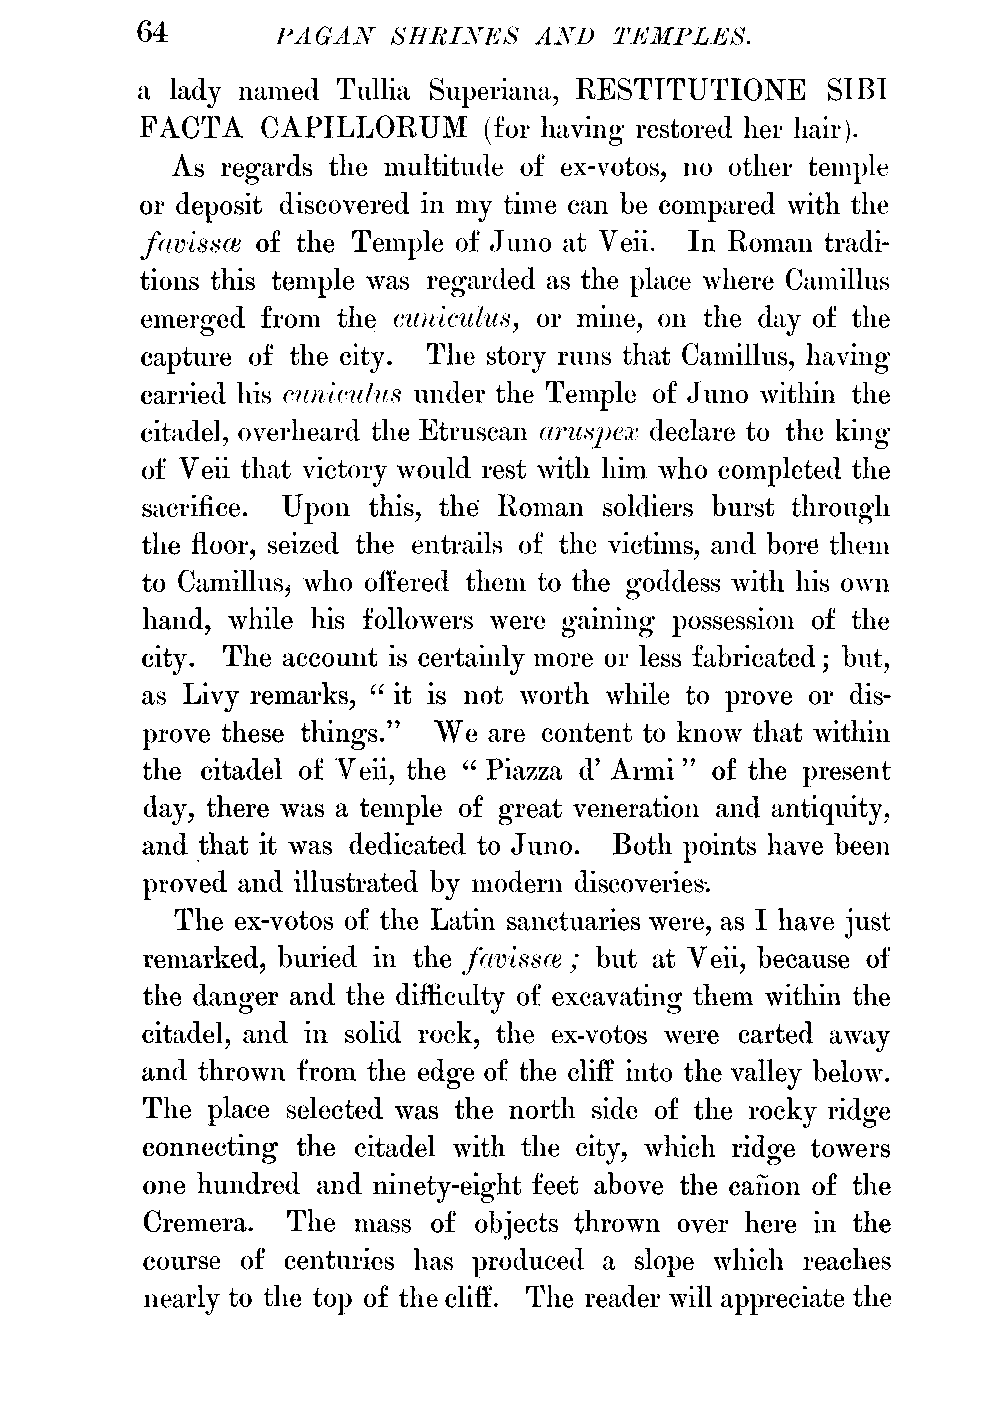 64 PAGAN SHRINES AND TEMPLES.
a lady named Tullia Superiana, RESTITUTIONE SIBI
FACTA CAPILLORUM (for having restored her hair).
As regards the multitude of ex-votos, no other temple
or deposit discovered in my time can be compared with the
favissæ of the Temple of Juno at Veii. In Roman tradi-
tions this temple was regarded as the place where Camillus
emerged from the cuniculus, or mine, on the day of the
capture of the city. The story runs that Camillus, having
carried his cuniculus under the Temple of Juno within the
citadel, overheard the Etruscan aruspex declare to the king
of Veii that victory would rest with him who completed the
sacrifice. Upon this, the Roman soldiers burst through
the floor, seized the entrails of the victims, and bore them
to Camillus, who offered them to the goddess with his own
hand, while his followers were gaining possession of the
city. The account is certainly more or less fabricated; but,
as Livy remarks, “ it is not worth while to prove or dis-
prove these things.” We are content to know that within
the citadel of Veii, the “ Piazza d’ Armi ” of the present
day, there was a temple of great veneration and antiquity,
and that it was dedicated to Juno. Both points have been
proved and illustrated by modern discoveries.
The ex-votos of the Latin sanctuaries were, as I have just
remarked, buried in the favissæ ; but at Veii, because of
the danger and the difficulty of excavating them within the
citadel, and in solid rock, the ex-votos were carted away
and thrown from the edge of the cliff into the valley below.
The place selected was the north side of the rocky ridge
connecting the citadel with the city, which ridge towers
one hundred and ninety-eight feet above the cañon of the
Cremera. The mass of objects thrown over here in the
course of centuries has produced a slope which reaches
nearly to the top of the cliff. The reader will appreciate the